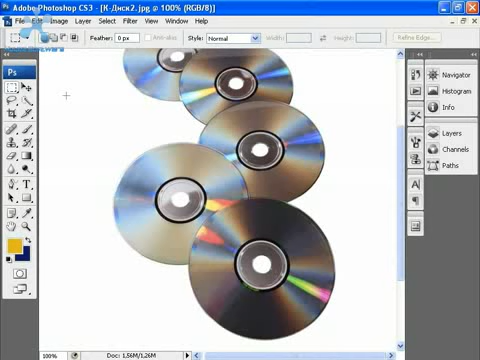 Adobe Photoshop CS3 - [К-Диск2.jpg @ 100% (RGB/8)]
File Edit Image Layer Select Filter View Window Help
Feather: 0 px Anti-alias Style: Normal Width: Height: Refine Edge...
Ps
Navigator
Histogram
Info
Layers
Channels
Paths
100% Doc: 1,56M/1,26M